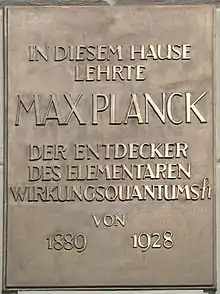 IN DIESEM HAUSE
LEHRTE
MAX PLANCK
DER ENTDECKER
DES ELEMENTAREN
WIRKUNGSQUANTUMS h
VON
1889 1928